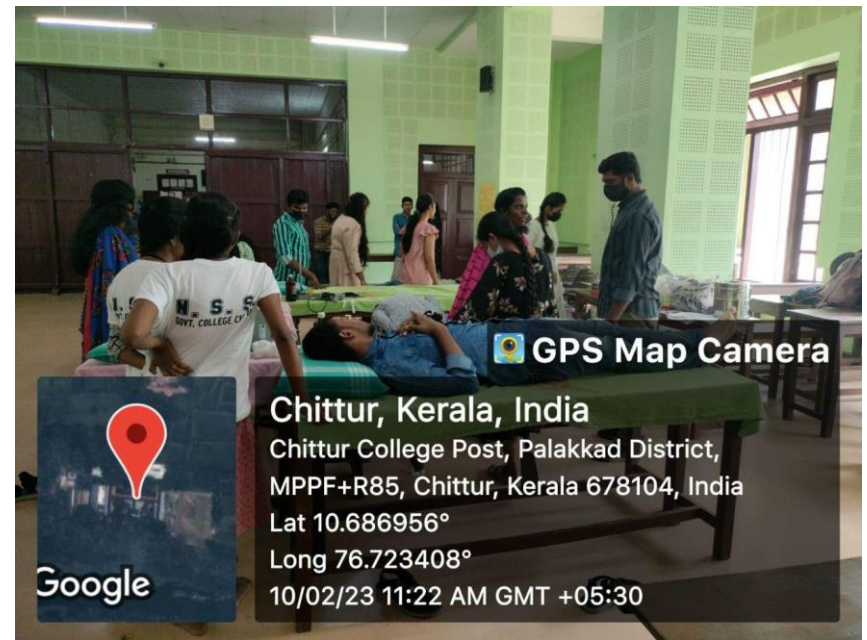 N. S. S
GOVT. COLLEGE
GPS Map Camera
Chittur, Kerala, India
Chittur College Post, Palakkad District,
MPPF+R85, Chittur, Kerala 678104, India
Lat 10.686956°
Long 76.723408°
10/02/23 11:22 AM GMT +05:30
Google